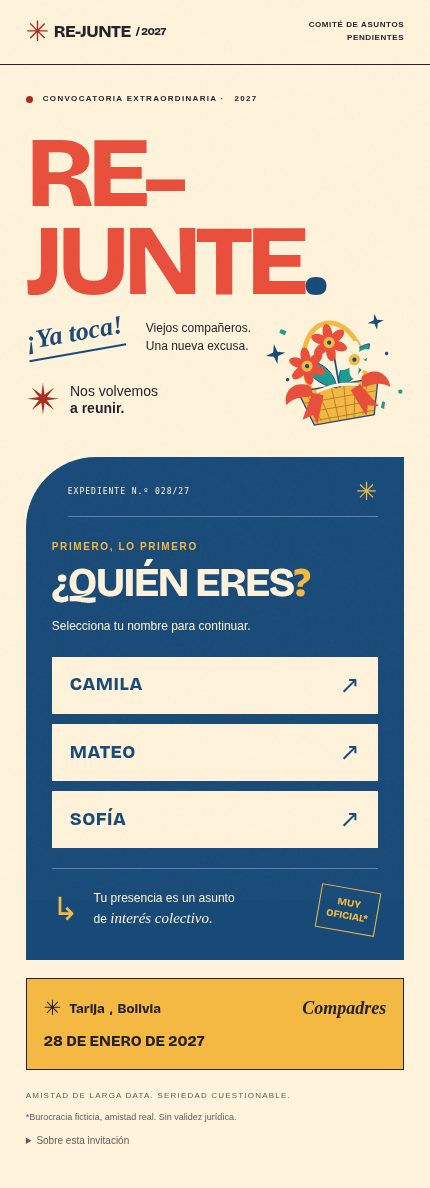 RE-JUNTE / 2027
COMITÉ DE ASUNTOS
PENDIENTES
CONVOCATORIA EXTRAORDINARIA · 2027
RE-
JUNTE.
¡Ya toca!
Viejos compañeros.
Una nueva excusa.
Nos volvemos
a reunir.
EXPEDIENTE N.º 028/27
PRIMERO, LO PRIMERO
¿QUIÉN ERES?
Selecciona tu nombre para continuar.
CAMILA ↗
MATEO ↗
SOFÍA ↗
↳ Tu presencia es un asunto
de interés colectivo.
MUY
OFICIAL*
Tarija , Bolivia
Compadres
28 DE ENERO DE 2027
AMISTAD DE LARGA DATA. SERIEDAD CUESTIONABLE.
*Burocracia ficticia, amistad real. Sin validez jurídica.
▶ Sobre esta invitación